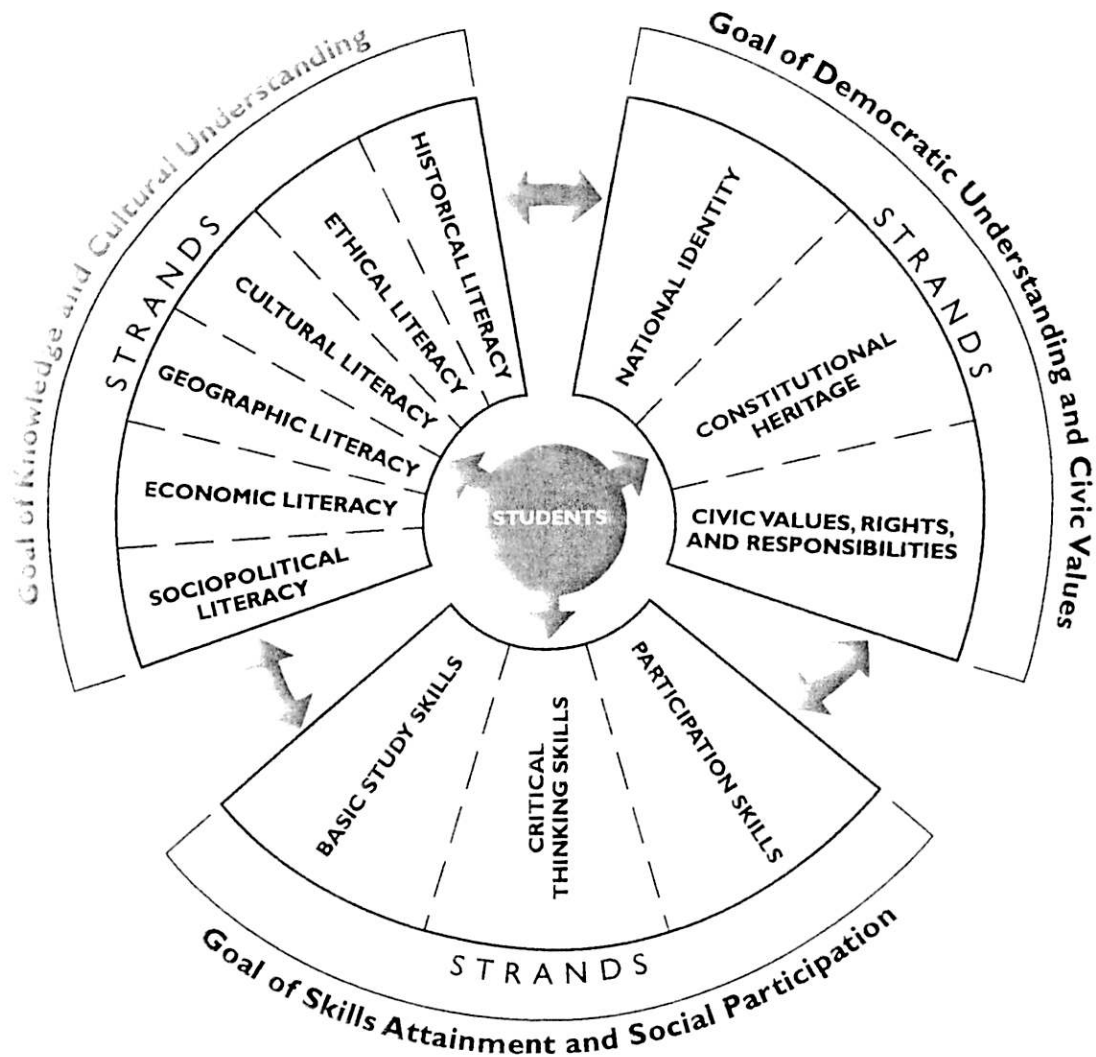 Goal of Knowledge and Cultural Understanding
STRANDS
HISTORICAL LITERACY
ETHICAL LITERACY
CULTURAL LITERACY
GEOGRAPHIC LITERACY
ECONOMIC LITERACY
SOCIOPOLITICAL
LITERACY
Goal of Democratic Understanding and Civic Values
STRANDS
NATIONAL IDENTITY
CONSTITUTIONAL
HERITAGE
CIVIC VALUES, RIGHTS,
AND RESPONSIBILITIES
STUDENTS
BASIC STUDY SKILLS
CRITICAL
THINKING SKILLS
PARTICIPATION SKILLS
STRANDS
Goal of Skills Attainment and Social Participation